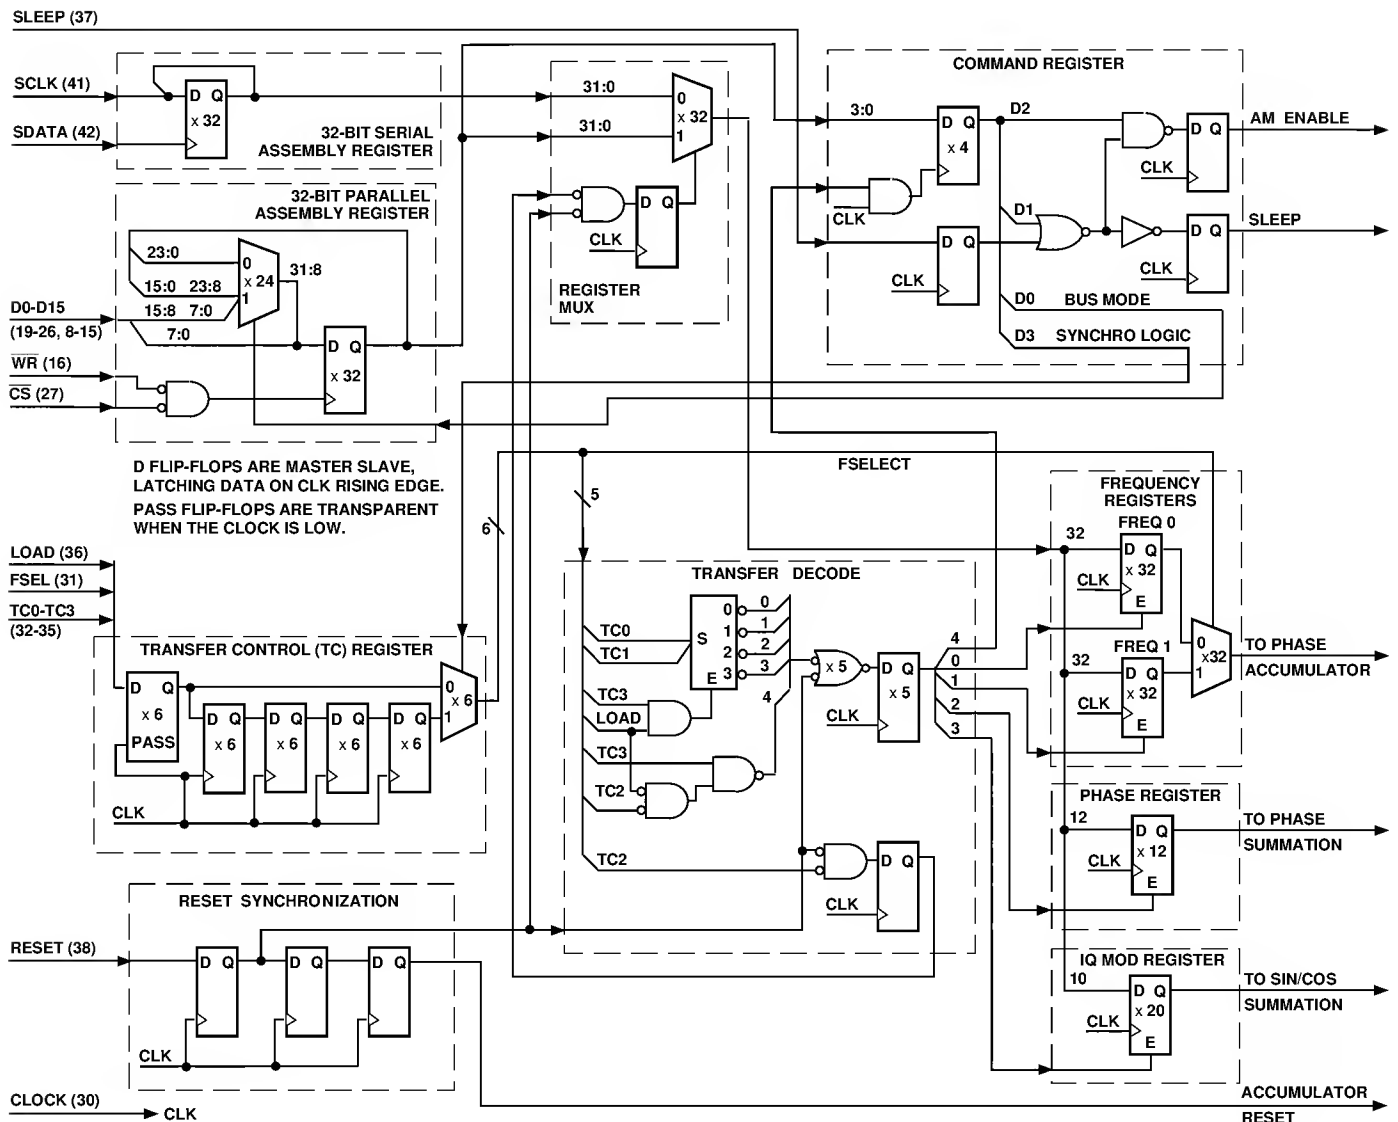 SLEEP (37)
SCLK (41)
SDATA (42)
D Q
x 32
32-BIT SERIAL
ASSEMBLY REGISTER
32-BIT PARALLEL
ASSEMBLY REGISTER
23:0
15:0 23:8
15:8 7:0
7:0
0
x 24
1
31:8
D0-D15
(19-26, 8-15)
WR (16)
CS (27)
D Q
x 32
31:0
31:0
0
x 32
1
D Q
CLK
REGISTER
MUX
COMMAND REGISTER
3:0
D Q
x 4
CLK
D2
D1
D0 BUS MODE
D3 SYNCHRO LOGIC
D Q
CLK
D Q
CLK
D Q
CLK
AM ENABLE
SLEEP
D FLIP-FLOPS ARE MASTER SLAVE,
LATCHING DATA ON CLK RISING EDGE.
PASS FLIP-FLOPS ARE TRANSPARENT
WHEN THE CLOCK IS LOW.
FSELECT
5
6
LOAD (36)
FSEL (31)
TC0-TC3
(32-35)
TRANSFER CONTROL (TC) REGISTER
D Q
x 6
PASS
D Q
x 6
D Q
x 6
D Q
x 6
D Q
x 6
0
x 6
1
CLK
TRANSFER DECODE
TC0
TC1
S
E
0
1
2
3
0
1
2
3
4
TC3
LOAD
TC3
TC2
TC2
x 5
D Q
x 5
CLK
D Q
CLK
4
0
1
2
3
FREQUENCY
REGISTERS
FREQ 0
32
D Q
x 32
CLK
E
FREQ 1
32
D Q
x 32
CLK
E
0
x32
1
TO PHASE
ACCUMULATOR
PHASE REGISTER
12
D Q
x 12
CLK
E
TO PHASE
SUMMATION
IQ MOD REGISTER
10
D Q
x 20
CLK
E
TO SIN/COS
SUMMATION
RESET SYNCHRONIZATION
RESET (38)
D Q
D Q
D Q
CLK
CLOCK (30)
CLK
ACCUMULATOR
RESET